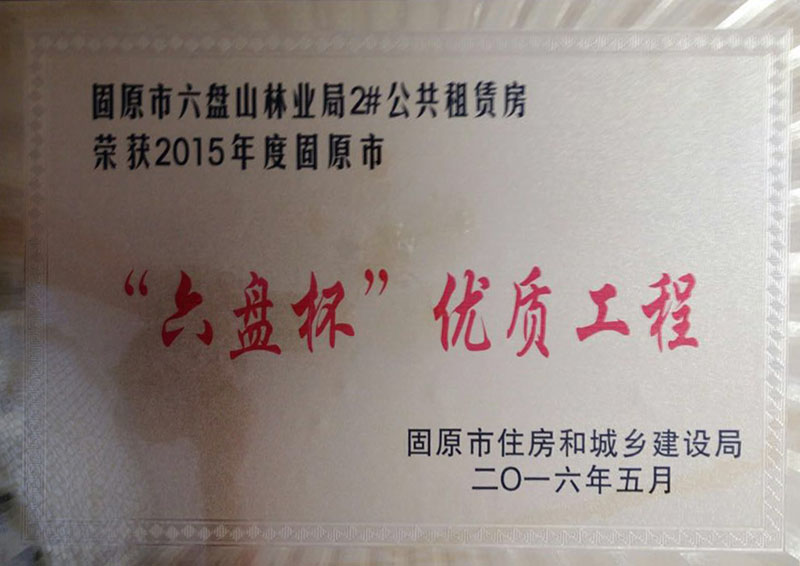 固原市六盘山林业局2#公共租赁房
荣获2015年度固原市
“六盘杯”优质工程
固原市住房和城乡建设局
二〇一六年五月